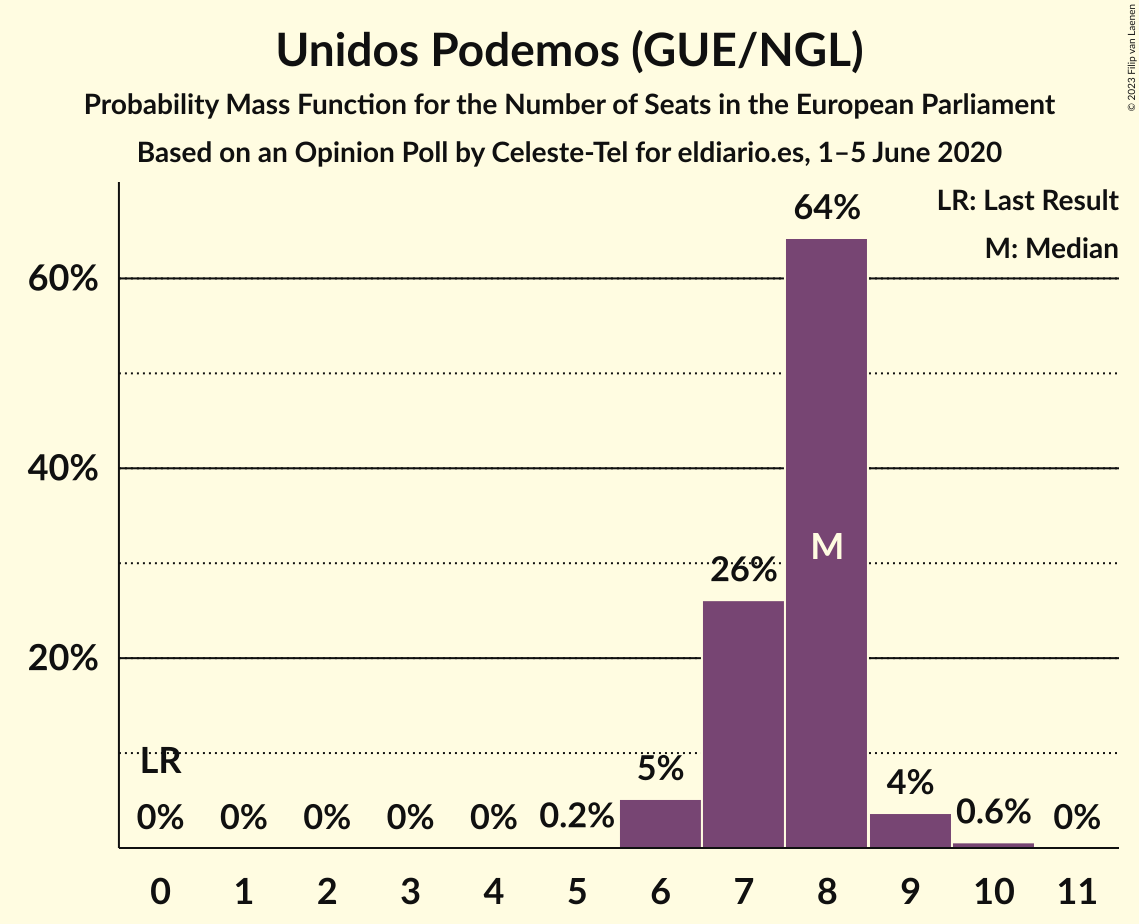 Unidos Podemos (GUE/NGL)
Probability Mass Function for the Number of Seats in the European Parliament
Based on an Opinion Poll by Celeste-Tel for eldiario.es, 1–5 June 2020
© 2023 Filip van Laenen
LR: Last Result
M: Median
64%
60%
40%
M
26%
20%
LR
5%
4%
0% 0% 0% 0% 0% 0.2% 0.6% 0%
0 1 2 3 4 5 6 7 8 9 10 11